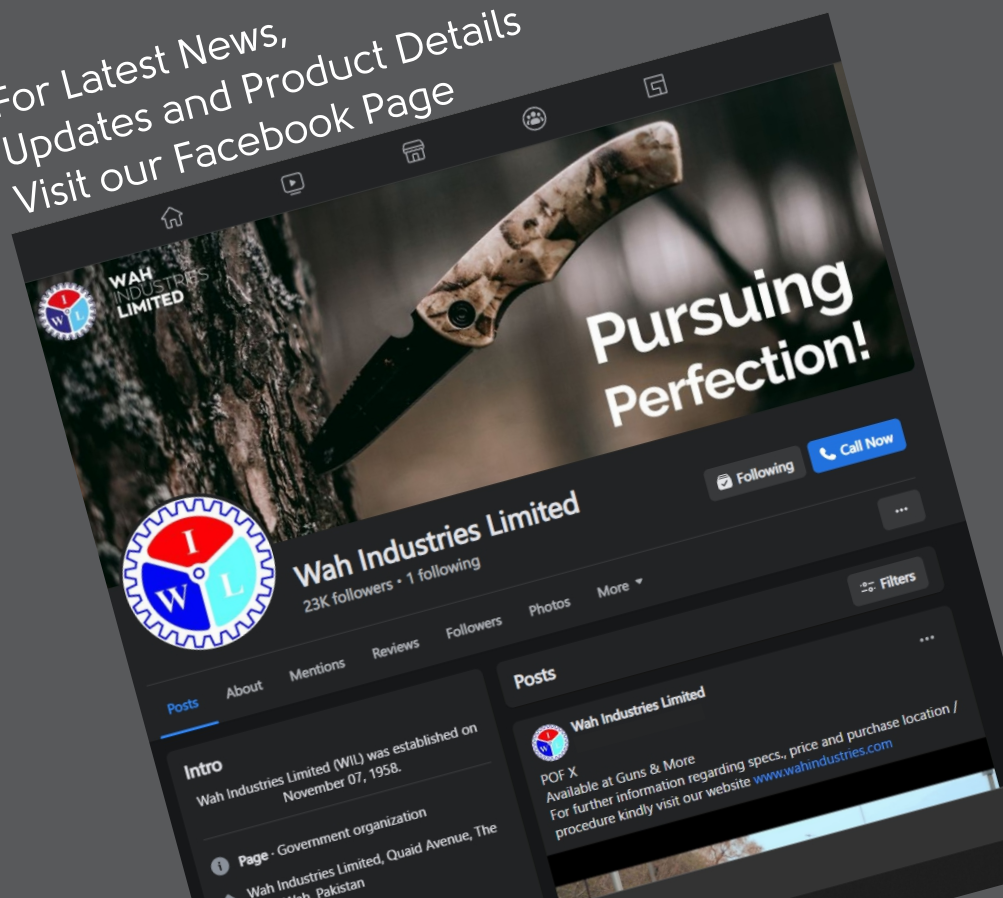 For Latest News,
Updates and Product Details
Visit our Facebook Page
WAH
INDUSTRIES
LIMITED
I
W L
Pursuing
Perfection!
Following
Call Now
I
W L
Wah Industries Limited
23K followers • 1 following
Posts
About
Mentions
Reviews
Followers
Photos
More
Filters
Intro
Wah Industries Limited (WIL) was established on
November 07, 1958.
Page · Government organization
Wah Industries Limited, Quaid Avenue, The
Wah, Pakistan
Posts
I
W L
Wah Industries Limited
POF X
Available at Guns & More
For further information regarding specs., price and purchase location /
procedure kindly visit our website www.wahindustries.com